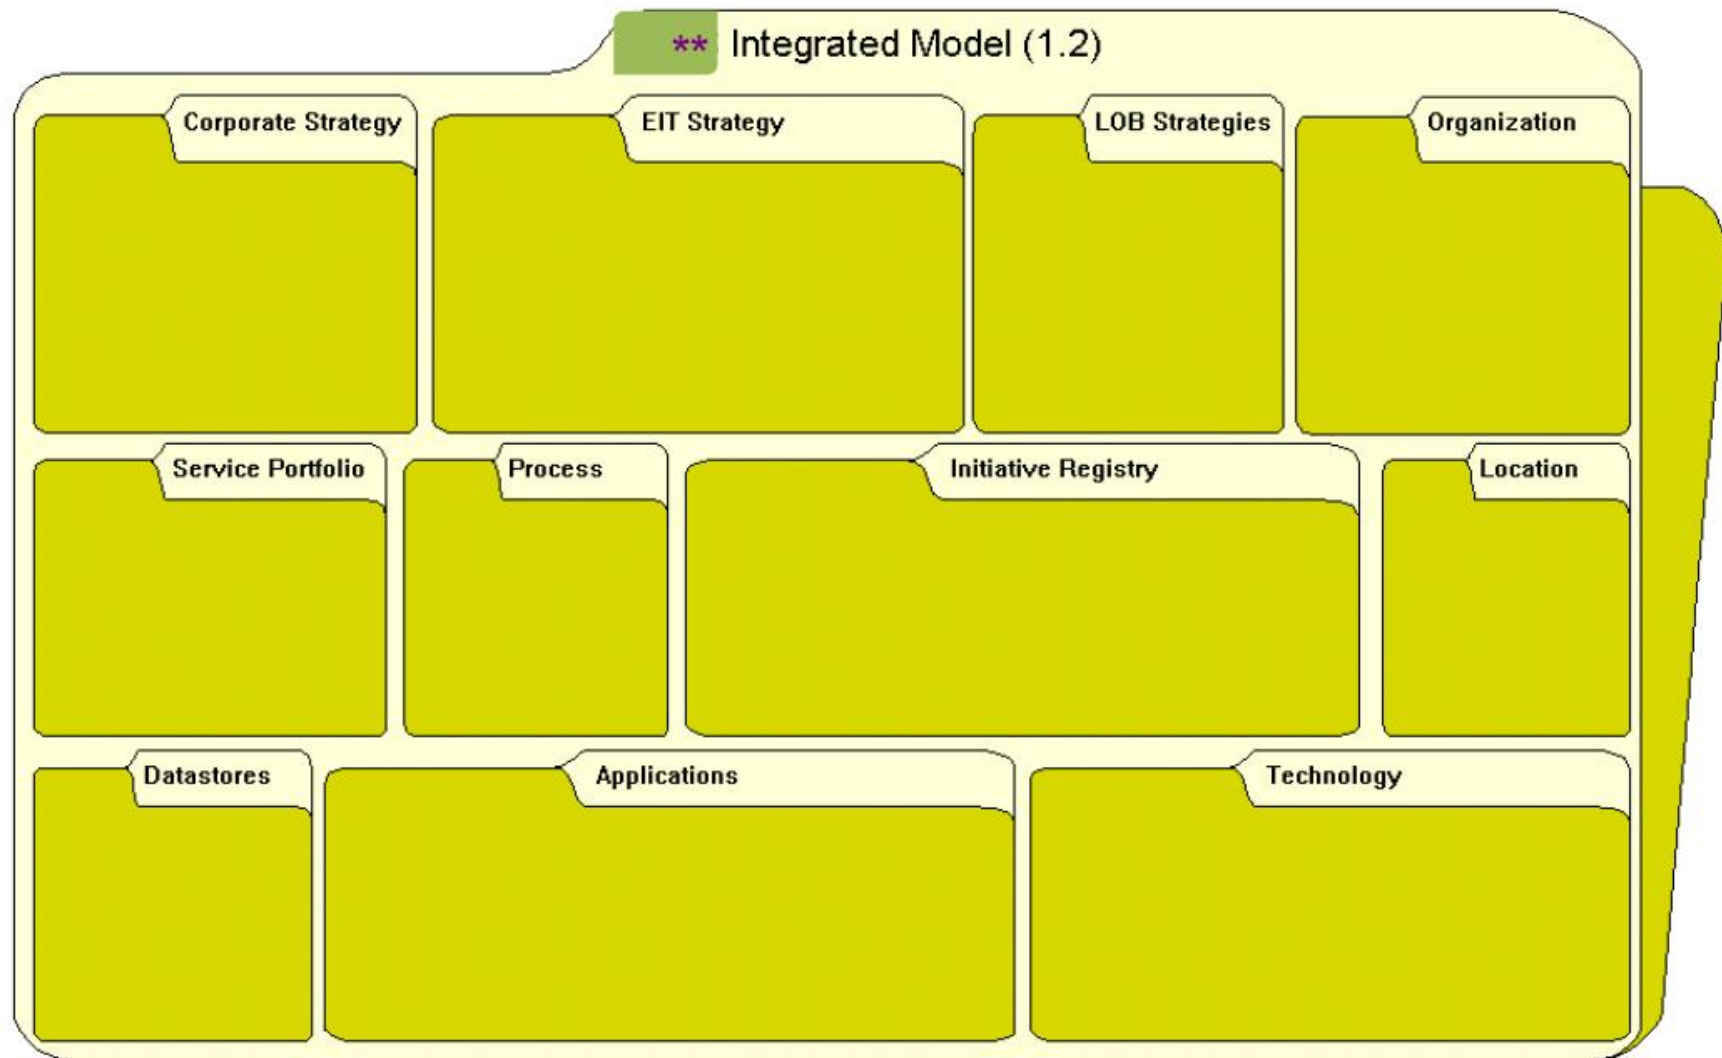 ** Integrated Model (1.2)
Corporate Strategy
EIT Strategy
LOB Strategies
Organization
Service Portfolio
Process
Initiative Registry
Location
Datastores
Applications
Technology